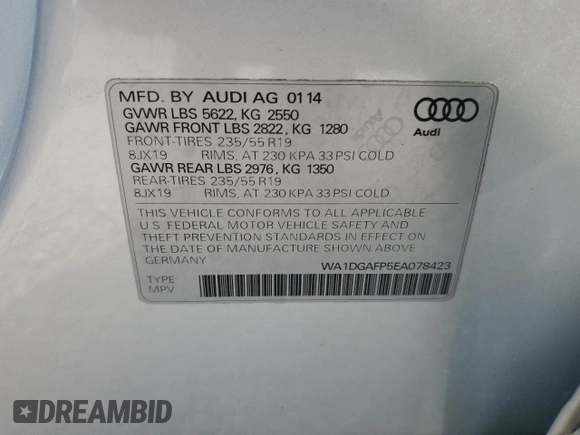 MFD. BY AUDI AG 01 14
GVWR LBS 5622, KG 2550
GAWR FRONT LBS 2822, KG 1280
FRONT-TIRES 235/55 R19
8JX19 RIMS, AT 230 KPA 33 PSI COLD
GAWR REAR LBS 2976, KG 1350
REAR-TIRES 235/55 R19
8JX19 RIMS, AT 230 KPA 33 PSI COLD
Audi
THIS VEHICLE CONFORMS TO ALL APPLICABLE
U.S. FEDERAL MOTOR VEHICLE SAFETY AND
THEFT PREVENTION STANDARDS IN EFFECT ON
THE DATE OF MANUFACTURE SHOWN ABOVE.
GERMANY
WA1DGAFP5EA078423
TYPE:
MPV
DREAMBID